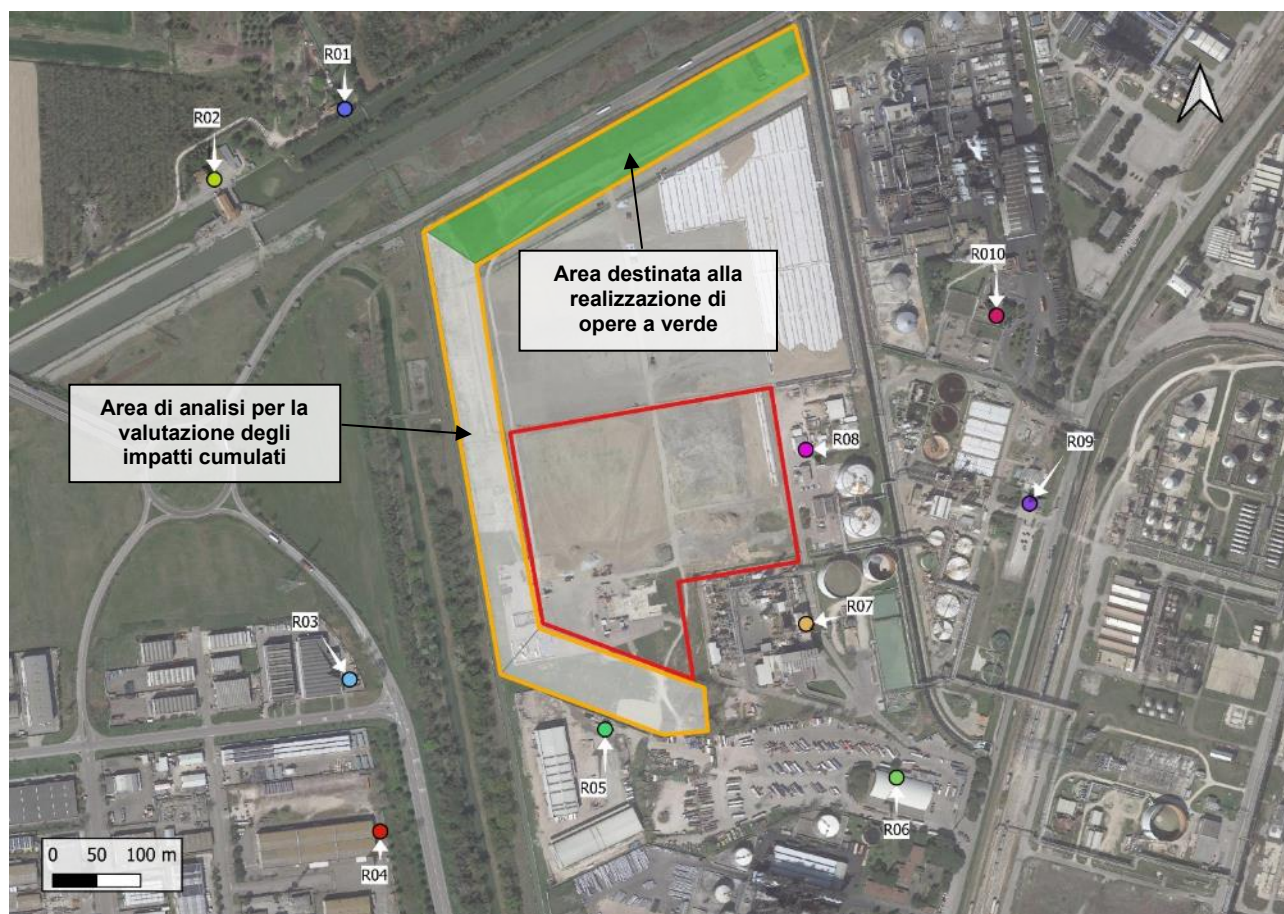 R01
R02
R010
Area destinata alla
realizzazione di
opere a verde
Area di analisi per la
valutazione degli
impatti cumulati
R08
R09
R07
R03
R05
R06
R04
0 50 100 m